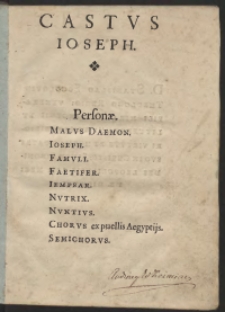 CASTVS
IOSEPH.
Personæ.
MALVS DAEMON.
IOSEPH.
FAMVLI.
FAETIFER.
IEMPSAR.
NVTRIX.
NVNTIVS.
CHORVS ex puellis Aegyptijs.
SEMICHORVS.